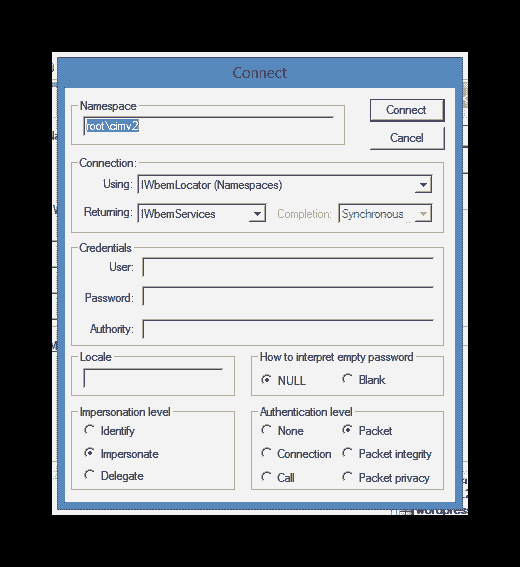 Connect
Namespace
root\cimv2
Connect
Cancel
Connection:
Using: IWbemLocator (Namespaces)
Returning: IWbemServices Completion: Synchronous
Credentials
User:
Password:
Authority:
Locale
How to interpret empty password
NULL Blank
Impersonation level
Identify
Impersonate
Delegate
Authentication level
None Packet
Connection Packet integrity
Call Packet privacy
wordpress